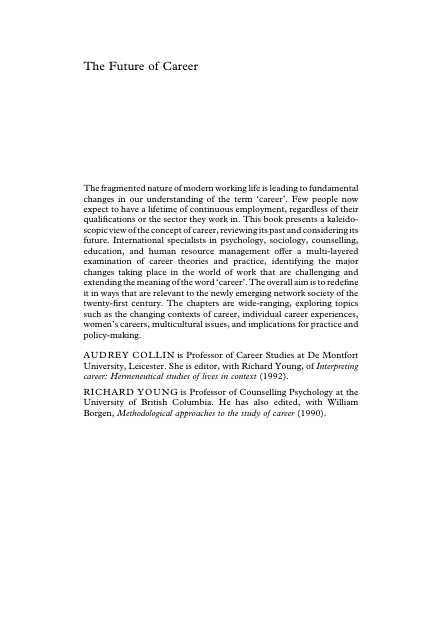 The Future of Career
The fragmented nature of modern working life is leading to fundamental
changes in our understanding of the term ‘career’. Few people now
expect to have a lifetime of continuous employment, regardless of their
qualifications or the sector they work in. This book presents a kaleido-
scopic view of the concept of career, reviewing its past and considering its
future. International specialists in psychology, sociology, counselling,
education, and human resource management offer a multi-layered
examination of career theories and practice, identifying the major
changes taking place in the world of work that are challenging and
extending the meaning of the word ‘career’. The overall aim is to redefine
it in ways that are relevant to the newly emerging network society of the
twenty-first century. The chapters are wide-ranging, exploring topics
such as the changing contexts of career, individual career experiences,
women’s careers, multicultural issues, and implications for practice and
policy-making.
AUDREY COLLIN is Professor of Career Studies at De Montfort
University, Leicester. She is editor, with Richard Young, of Interpreting
career: Hermeneutical studies of lives in context (1992).
RICHARD YOUNG is Professor of Counselling Psychology at the
University of British Columbia. He has also edited, with William
Borgen, Methodological approaches to the study of career (1990).